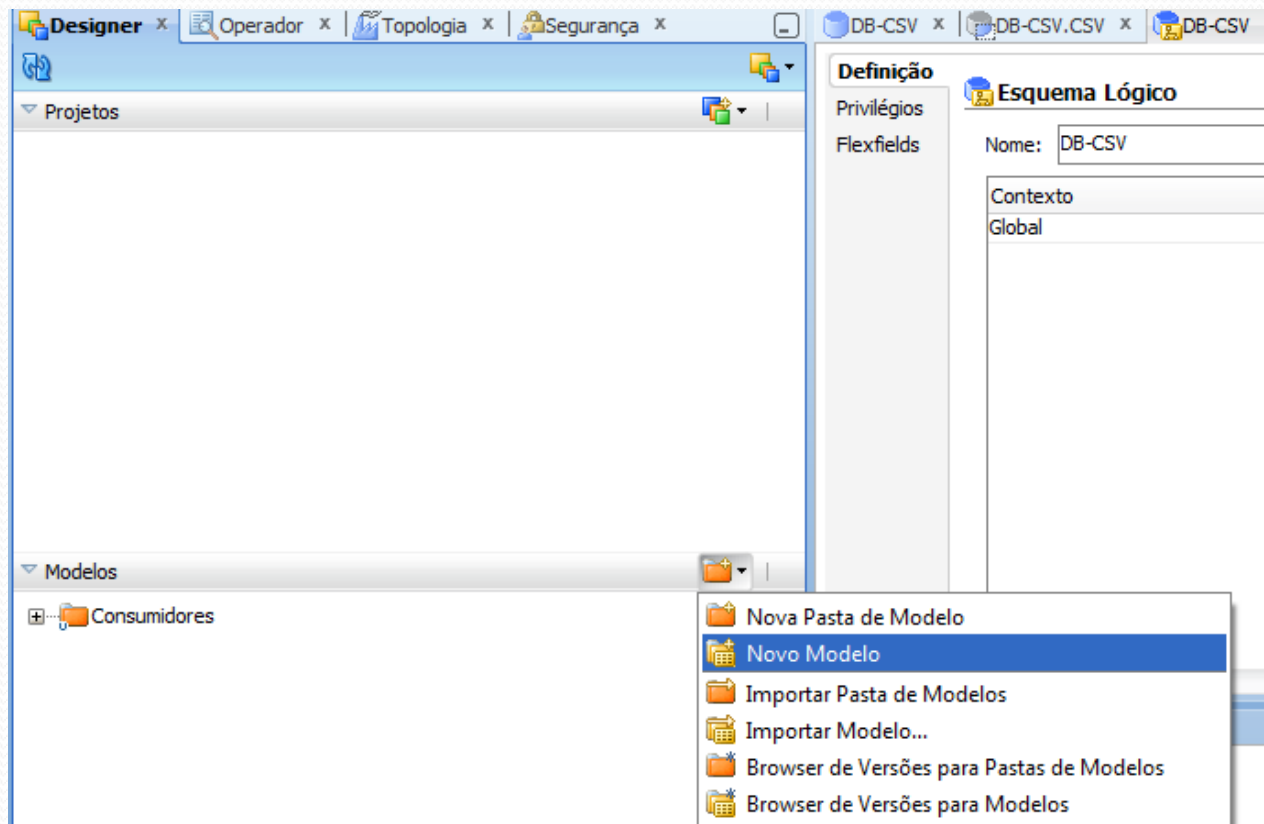 Designer x Operador x Topologia x Segurança x
DB-CSV x DB-CSV.CSV x DB-CSV
Projetos
Definição
Privilégios
Flexfields
Esquema Lógico
Nome: DB-CSV
Contexto
Global
Modelos
Consumidores
Nova Pasta de Modelo
Novo Modelo
Importar Pasta de Modelos
Importar Modelo...
Browser de Versões para Pastas de Modelos
Browser de Versões para Modelos